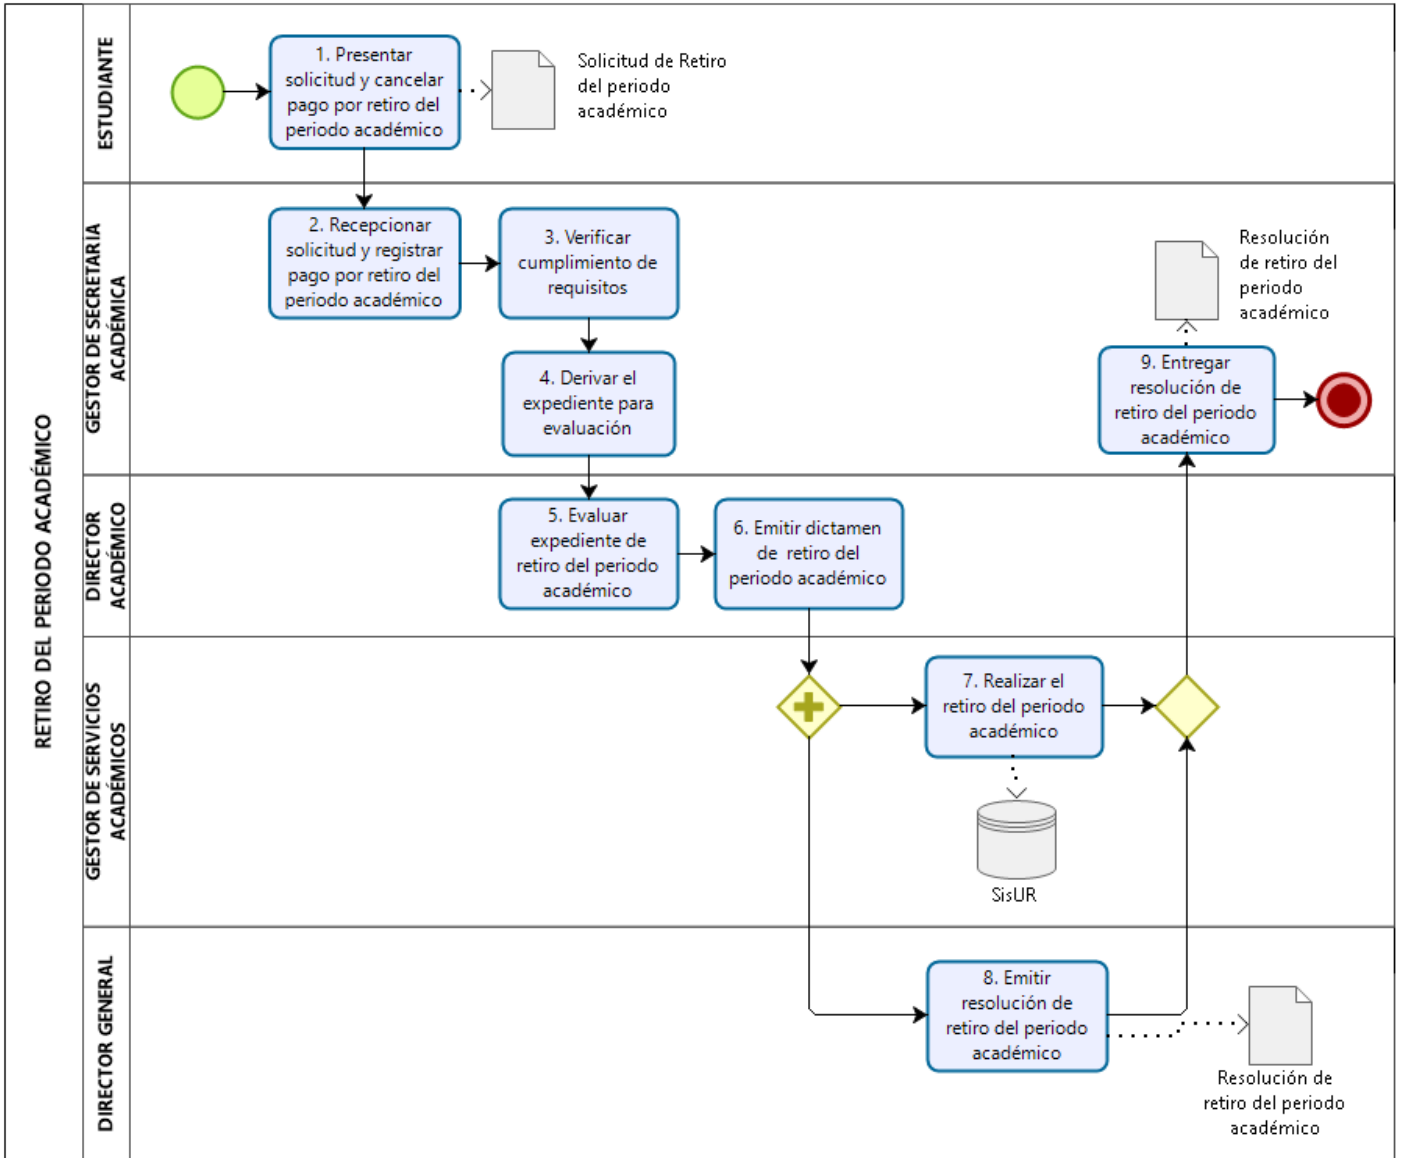 RETIRO DEL PERIODO ACADÉMICO
ESTUDIANTE
1. Presentar
solicitud y cancelar
pago por retiro del
periodo académico
Solicitud de Retiro
del periodo
académico
GESTOR DE SECRETARÍA
ACADÉMICA
2. Recepcionar
solicitud y registrar
pago por retiro del
periodo académico
3. Verificar
cumplimiento de
requisitos
4. Derivar el
expediente para
evaluación
Resolución
de retiro del
periodo
académico
9. Entregar
resolución de
retiro del periodo
académico
DIRECTOR
ACADÉMICO
5. Evaluar
expediente de
retiro del periodo
académico
6. Emitir dictamen
de retiro del
periodo académico
GESTOR DE SERVICIOS
ACADÉMICOS
7. Realizar el
retiro del periodo
académico
SisUR
DIRECTOR GENERAL
8. Emitir
resolución de
retiro del periodo
académico
Resolución de
retiro del periodo
académico